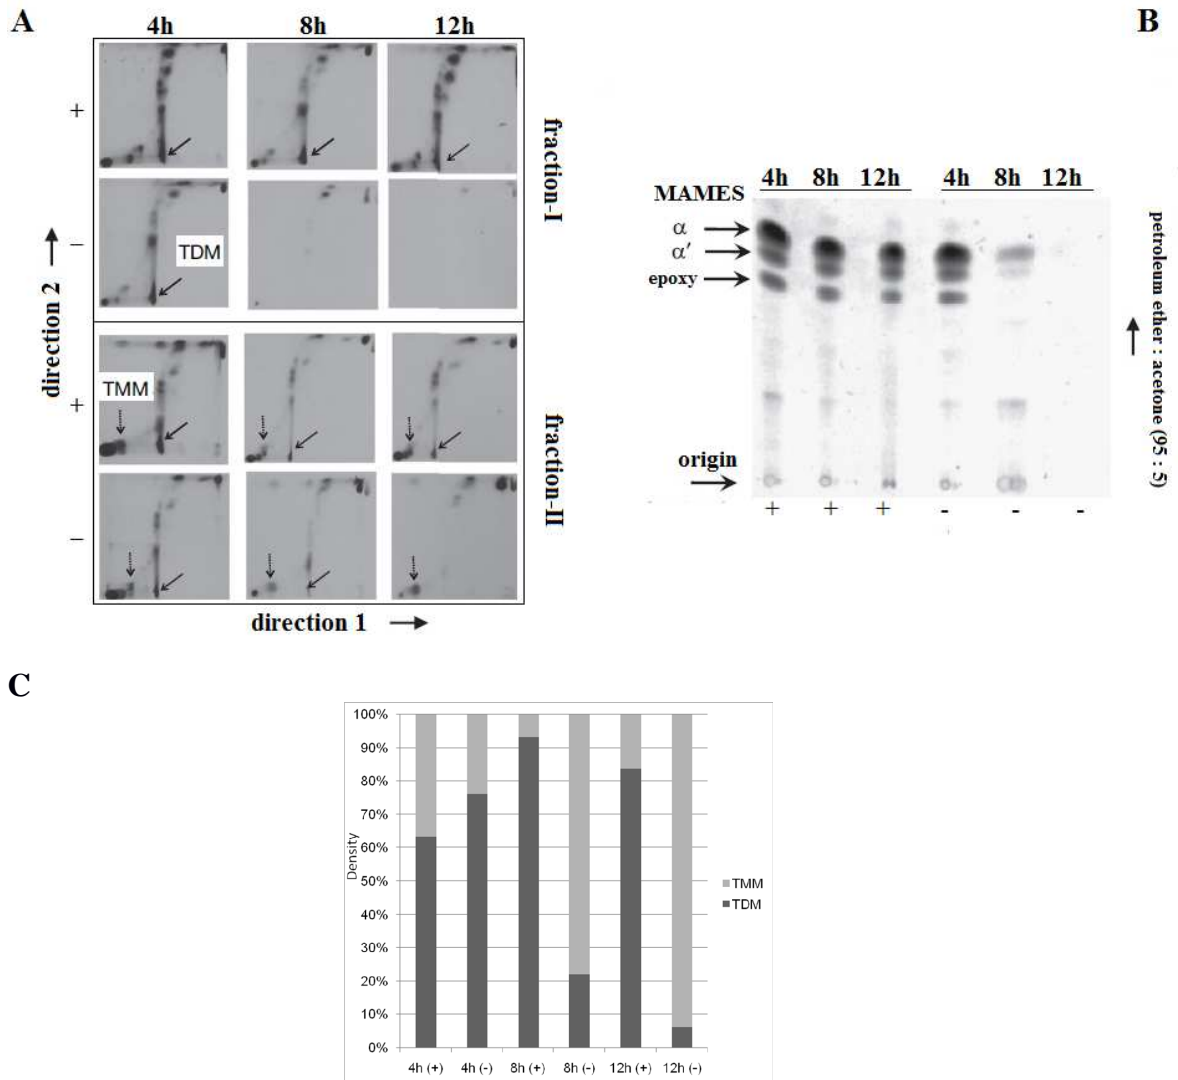 A
4h 8h 12h
+
−
TDM
+
TMM
−
fraction-I
fraction-II
direction 2
direction 1
B
4h 8h 12h 4h 8h 12h
MAMES
α
α′
epoxy
origin
+ + + - - -
petroleum ether : acetone (95 : 5)
C
100%
90%
80%
70%
60%
50%
40%
30%
20%
10%
0%
Density
4h (+) 4h (-) 8h (+) 8h (-) 12h (+) 12h (-)
TMM
TDM